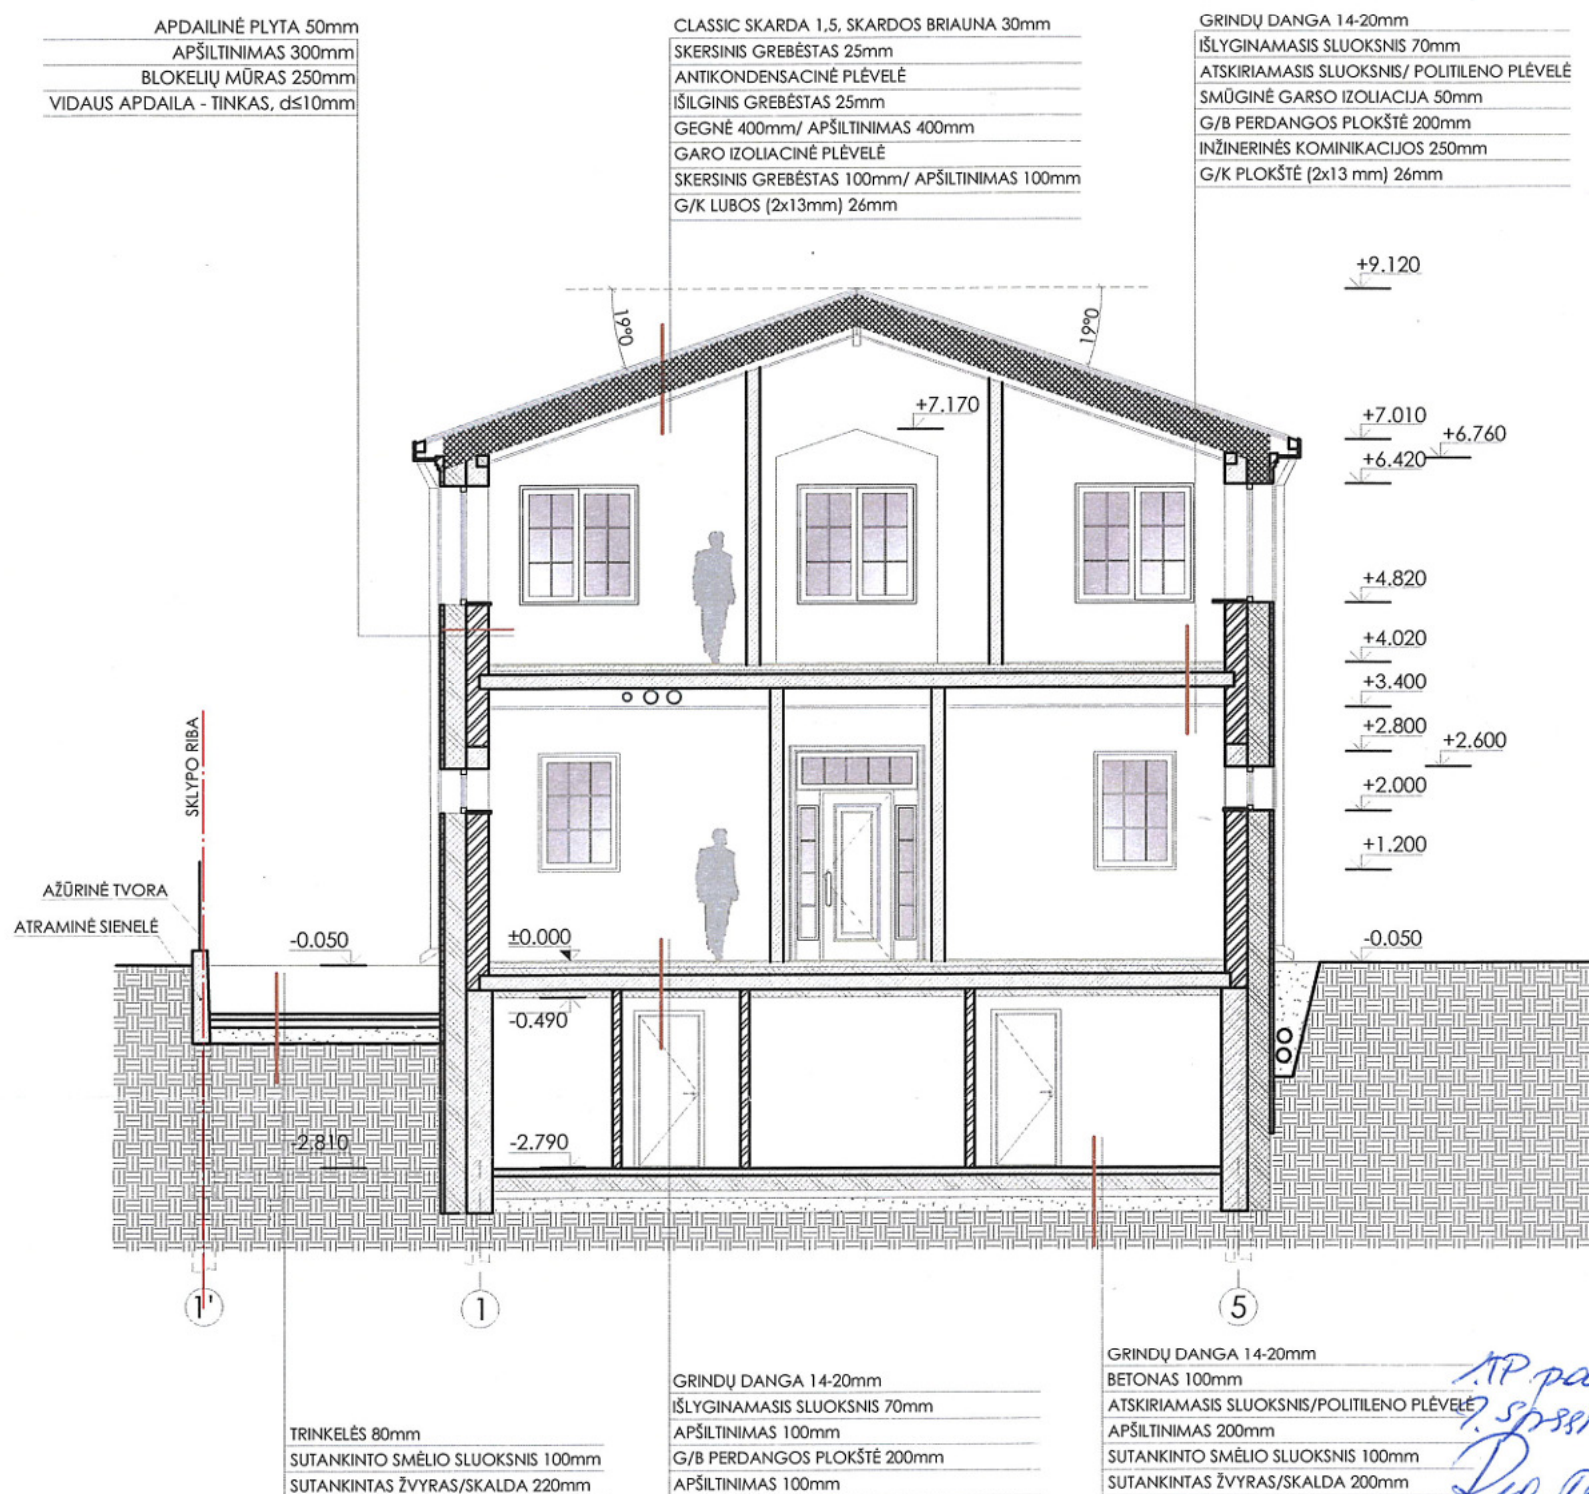 APDAILINĖ PLYTA 50mm
APŠILTINIMAS 300mm
BLOKELIŲ MŪRAS 250mm
VIDAUS APDAILA - TINKAS, d≤10mm
CLASSIC SKARDA 1,5, SKARDOS BRIAUNA 30mm
SKERSINIS GREBĖSTAS 25mm
ANTIKONDENSACINĖ PLĖVELĖ
IŠILGINIS GREBĖSTAS 25mm
GEGNĖ 400mm/ APŠILTINIMAS 400mm
GARO IZOLIACINĖ PLĖVELĖ
SKERSINIS GREBĖSTAS 100mm/ APŠILTINIMAS 100mm
G/K LUBOS (2x13mm) 26mm
GRINDŲ DANGA 14-20mm
IŠLYGINAMASIS SLUOKSNIS 70mm
ATSKIRIAMASIS SLUOKSNIS/ POLITILENO PLĖVELĖ
SMŪGINĖ GARSO IZOLIACIJA 50mm
G/B PERDANGOS PLOKŠTĖ 200mm
INŽINERINĖS KOMINIKACIJOS 250mm
G/K PLOKŠTĖ (2x13 mm) 26mm
+9.120
19°0
19°0
+7.170
+7.010
+6.760
+6.420
+4.820
+4.020
+3.400
+2.800
+2.600
+2.000
+1.200
-0.050
SKLYPO RIBA
AŽŪRINĖ TVORA
ATRAMINĖ SIENELĖ
-0.050
±0.000
-0.490
-2.810
-2.790
1'
1
5
TRINKELĖS 80mm
SUTANKINTO SMĖLIO SLUOKSNIS 100mm
SUTANKINTAS ŽVYRAS/SKALDA 220mm
GRINDŲ DANGA 14-20mm
IŠLYGINAMASIS SLUOKSNIS 70mm
APŠILTINIMAS 100mm
G/B PERDANGOS PLOKŠTĖ 200mm
APŠILTINIMAS 100mm
GRINDŲ DANGA 14-20mm
BETONAS 100mm
ATSKIRIAMASIS SLUOKSNIS/POLITILENO PLĖVELĖ
APŠILTINIMAS 200mm
SUTANKINTO SMĖLIO SLUOKSNIS 100mm
SUTANKINTAS ŽVYRAS/SKALDA 200mm